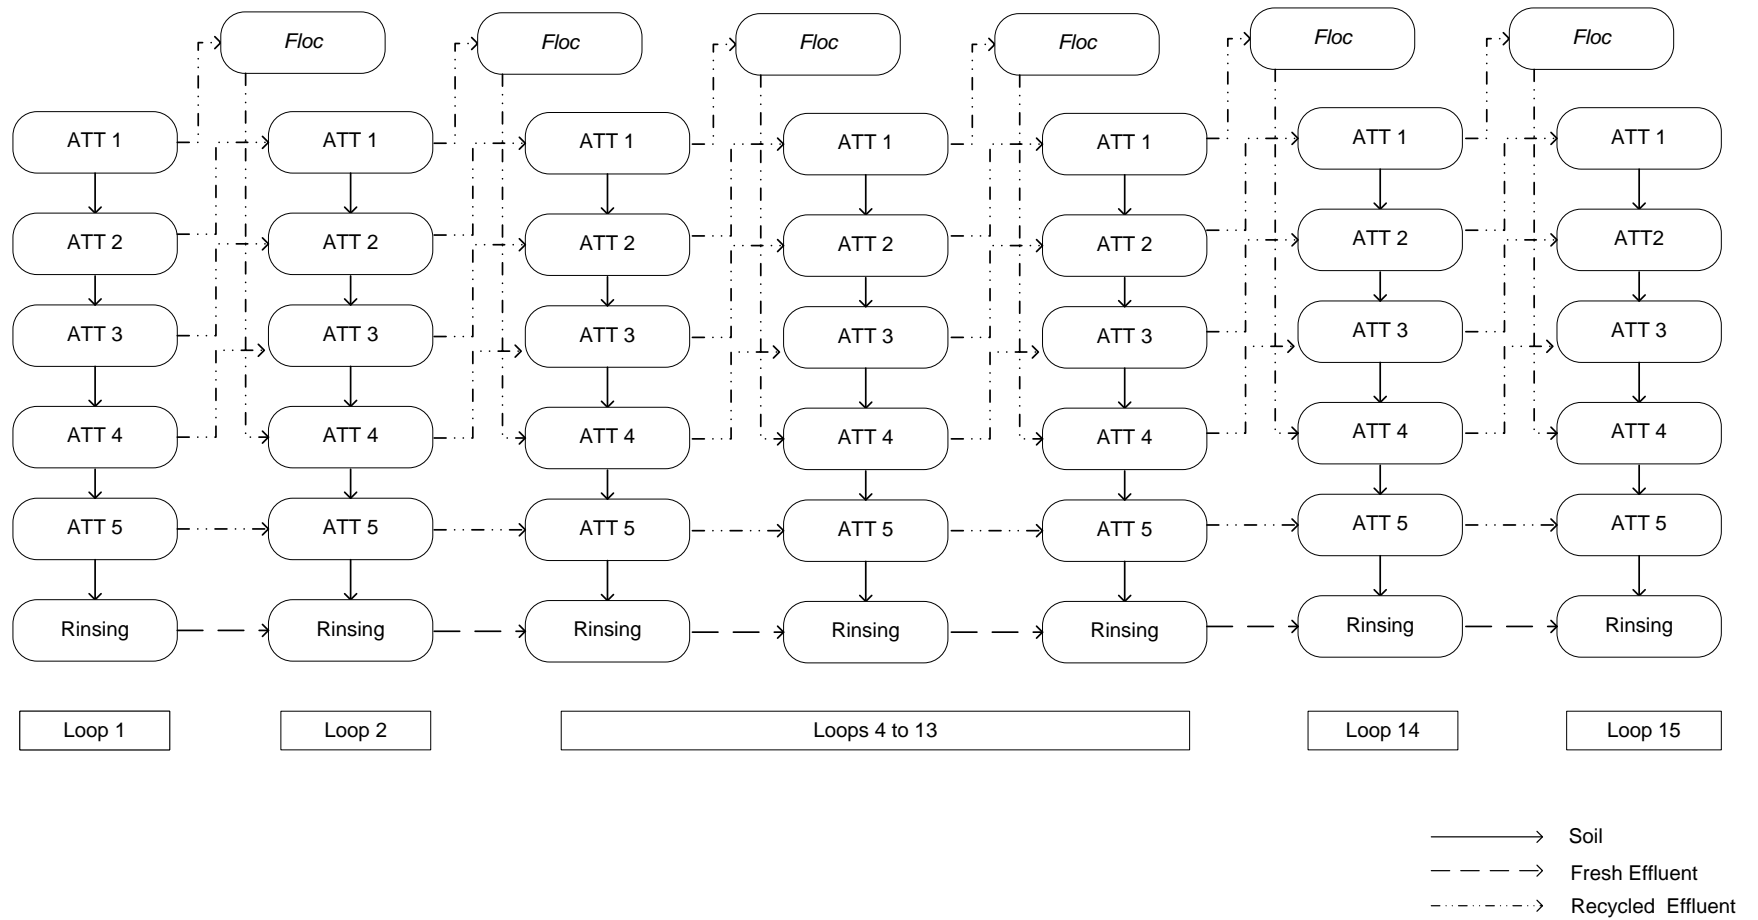 Floc
Floc
Floc
Floc
Floc
Floc
ATT 1
ATT 1
ATT 1
ATT 1
ATT 1
ATT 1
ATT 1
ATT 2
ATT 2
ATT 2
ATT 2
ATT 2
ATT 2
ATT2
ATT 3
ATT 3
ATT 3
ATT 3
ATT 3
ATT 3
ATT 3
ATT 4
ATT 4
ATT 4
ATT 4
ATT 4
ATT 4
ATT 4
ATT 5
ATT 5
ATT 5
ATT 5
ATT 5
ATT 5
ATT 5
Rinsing
Rinsing
Rinsing
Rinsing
Rinsing
Rinsing
Rinsing
Loop 1
Loop 2
Loops 4 to 13
Loop 14
Loop 15
Soil
Fresh Effluent
Recycled Effluent